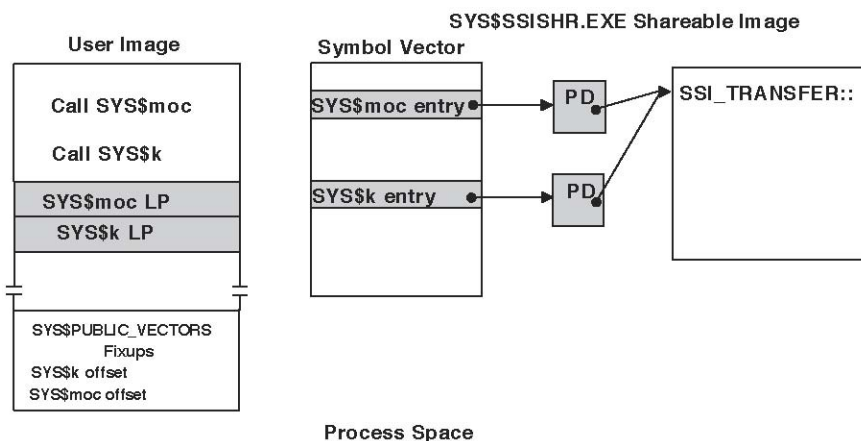 SYS$SSISHR.EXE Shareable Image
User Image
Symbol Vector
Call SYS$moc
Call SYS$k
SYS$moc LP
SYS$k LP
SYS$PUBLIC_VECTORS
Fixups
SYS$k offset
SYS$moc offset
SYS$moc entry
SYS$k entry
PD
PD
SSI_TRANSFER::
Process Space